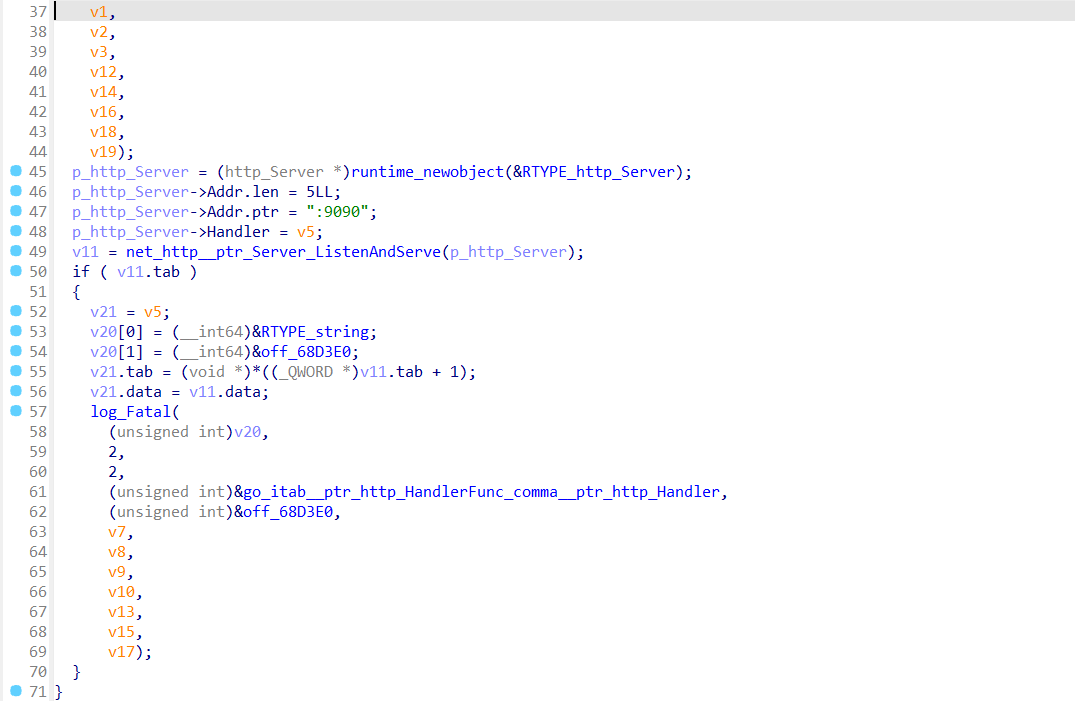 37 v1,
38 v2,
39 v3,
40 v12,
41 v14,
42 v16,
43 v18,
44 v19);
45 p_http_Server = (http_Server *)runtime_newobject(&RTYPE_http_Server);
46 p_http_Server->Addr.len = 5LL;
47 p_http_Server->Addr.ptr = ":9090";
48 p_http_Server->Handler = v5;
49 v11 = net_http__ptr_Server_ListenAndServe(p_http_Server);
50 if ( v11.tab )
51 {
52 v21 = v5;
53 v20[0] = (__int64)&RTYPE_string;
54 v20[1] = (__int64)&off_68D3E0;
55 v21.tab = (void *)*((_QWORD *)v11.tab + 1);
56 v21.data = v11.data;
57 log_Fatal(
58 (unsigned int)v20,
59 2,
60 2,
61 (unsigned int)&go_itab__ptr_http_HandlerFunc_comma__ptr_http_Handler,
62 (unsigned int)&off_68D3E0,
63 v7,
64 v8,
65 v9,
66 v10,
67 v13,
68 v15,
69 v17);
70 }
71 }